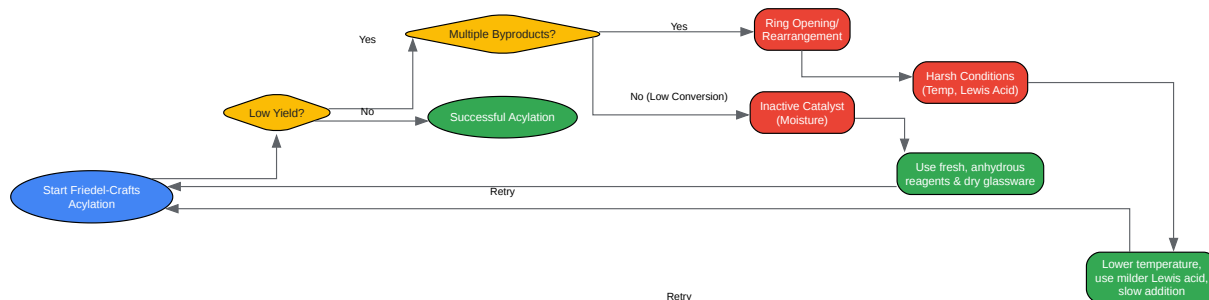 Multiple Byproducts?
Yes
Yes
Ring Opening/
Rearrangement
Harsh Conditions
(Temp, Lewis Acid)
No (Low Conversion)
Inactive Catalyst
(Moisture)
Low Yield?
No
Successful Acylation
Use fresh, anhydrous
reagents & dry glassware
Start Friedel-Crafts
Acylation
Retry
Lower temperature,
use milder Lewis acid,
slow addition
Retry